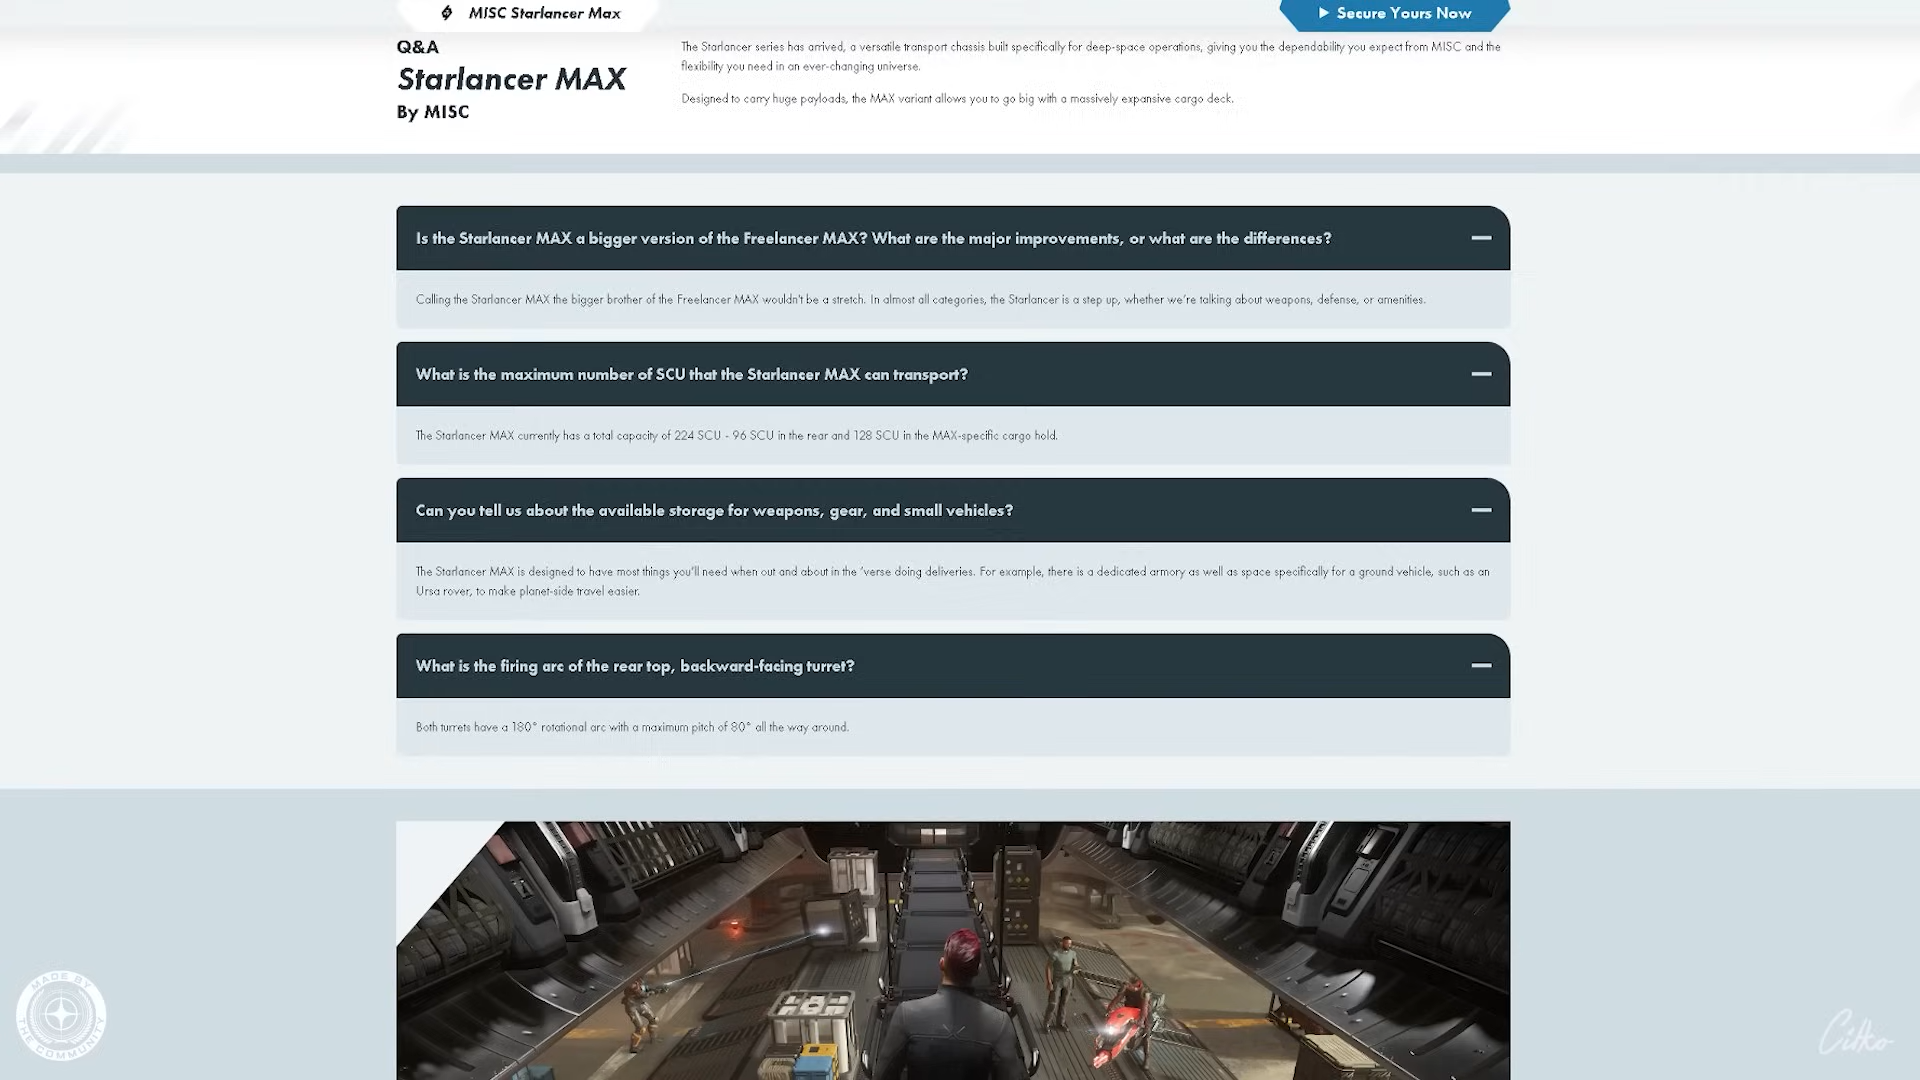 MISC Starlancer Max
Secure Yours Now
Q&A
Starlancer MAX
By MISC
The Starlancer series has arrived, a versatile transport chassis built specifically for deep-space operations, giving you the dependability you expect from MISC and the
flexibility you need in an ever-changing universe.
Designed to carry huge payloads, the MAX variant allows you to go big with a massively expansive cargo deck.
Is the Starlancer MAX a bigger version of the Freelancer MAX? What are the major improvements, or what are the differences?
Calling the Starlancer MAX the bigger brother of the Freelancer MAX wouldn't be a stretch. In almost all categories, the Starlancer is a step up, whether we're talking about weapons, defense, or amenities.
What is the maximum number of SCU that the Starlancer MAX can transport?
The Starlancer MAX currently has a total capacity of 224 SCU - 96 SCU in the rear and 128 SCU in the MAX-specific cargo hold.
Can you tell us about the available storage for weapons, gear, and small vehicles?
The Starlancer MAX is designed to have most things you'll need when out and about in the 'verse doing deliveries. For example, there is a dedicated armory as well as space specifically for a ground vehicle, such as an
Ursa rover, to make planet-side travel easier.
What is the firing arc of the rear top, backward-facing turret?
Both turrets have a 180° rotational arc with a maximum pitch of 80° all the way around.
MADE BY
THE COMMUNITY